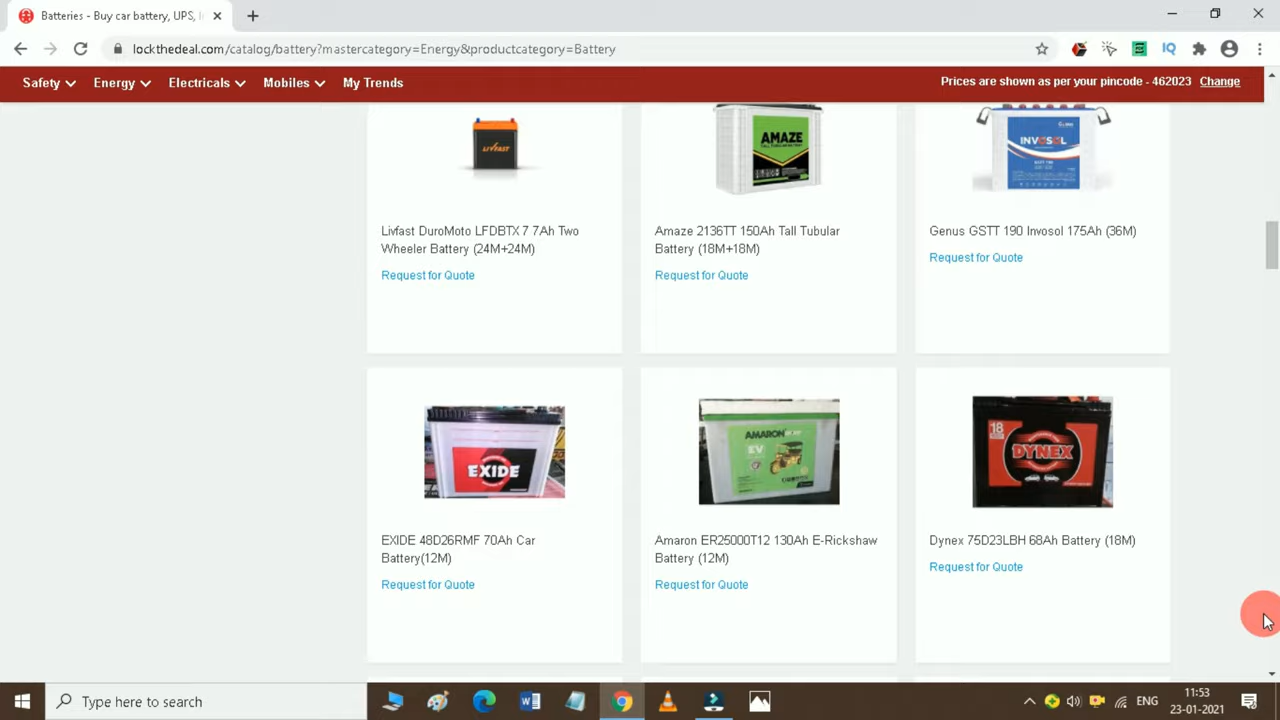 Batteries - Buy car battery, UPS,
lockthedeal.com/catalog/battery?mastercategory=Energy&productcategory=Battery
IQ
Safety Energy Electricals Mobiles My Trends
Prices are shown as per your pincode - 462023 Change
LIVFAST
AMAZE
INVOSOL
Livfast DuroMoto LFDBTX 7 7Ah Two
Wheeler Battery (24M+24M)
Request for Quote
Amaze 2136TT 150Ah Tall Tubular
Battery (18M+18M)
Request for Quote
Genus GSTT 190 Invosol 175Ah (36M)
Request for Quote
EXIDE
AMARON
EV
18
DYNEX
EXIDE 48D26RMF 70Ah Car
Battery(12M)
Request for Quote
Amaron ER25000T12 130Ah E-Rickshaw
Battery (12M)
Request for Quote
Dynex 75D23LBH 68Ah Battery (18M)
Request for Quote
Type here to search
ENG
11:53
23-01-2021